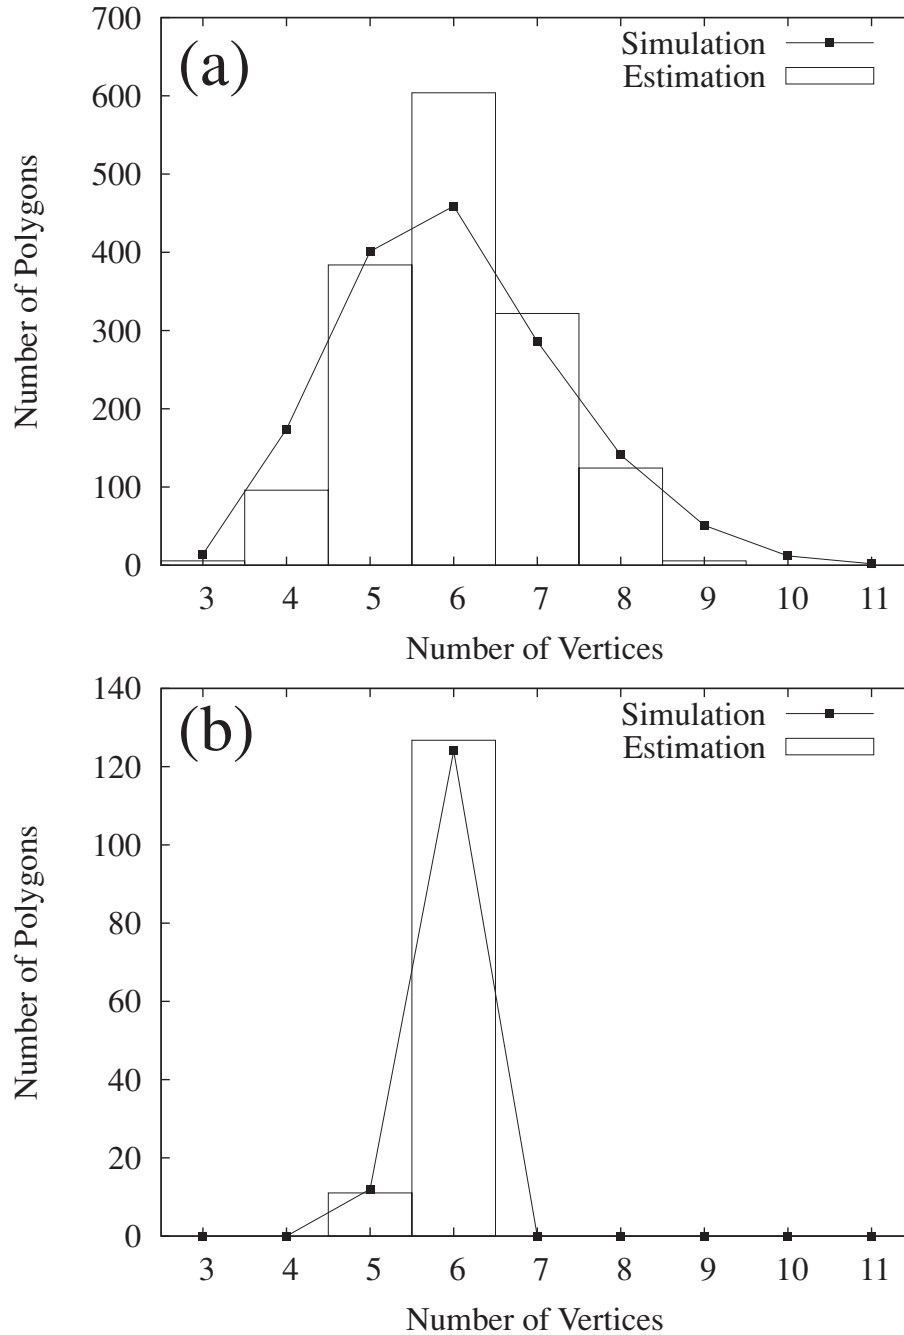 700
600
500
400
300
200
100
0
Number of Polygons
(a)
Simulation
Estimation
3 4 5 6 7 8 9 10 11
Number of Vertices
140
120
100
80
60
40
20
0
Number of Polygons
(b)
Simulation
Estimation
3 4 5 6 7 8 9 10 11
Number of Vertices